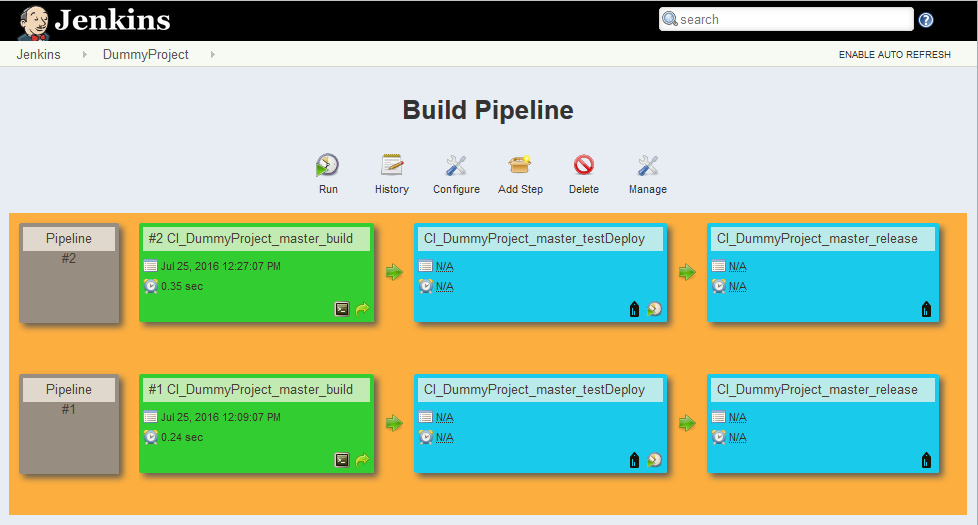 Jenkins
search
Jenkins DummyProject ENABLE AUTO REFRESH
Build Pipeline
Run History Configure Add Step Delete Manage
Pipeline
#2
#2 CI_DummyProject_master_build
Jul 25, 2016 12:27:07 PM
0.35 sec
CI_DummyProject_master_testDeploy
N/A
N/A
CI_DummyProject_master_release
N/A
N/A
Pipeline
#1
#1 CI_DummyProject_master_build
Jul 25, 2016 12:09:07 PM
0.24 sec
CI_DummyProject_master_testDeploy
N/A
N/A
CI_DummyProject_master_release
N/A
N/A